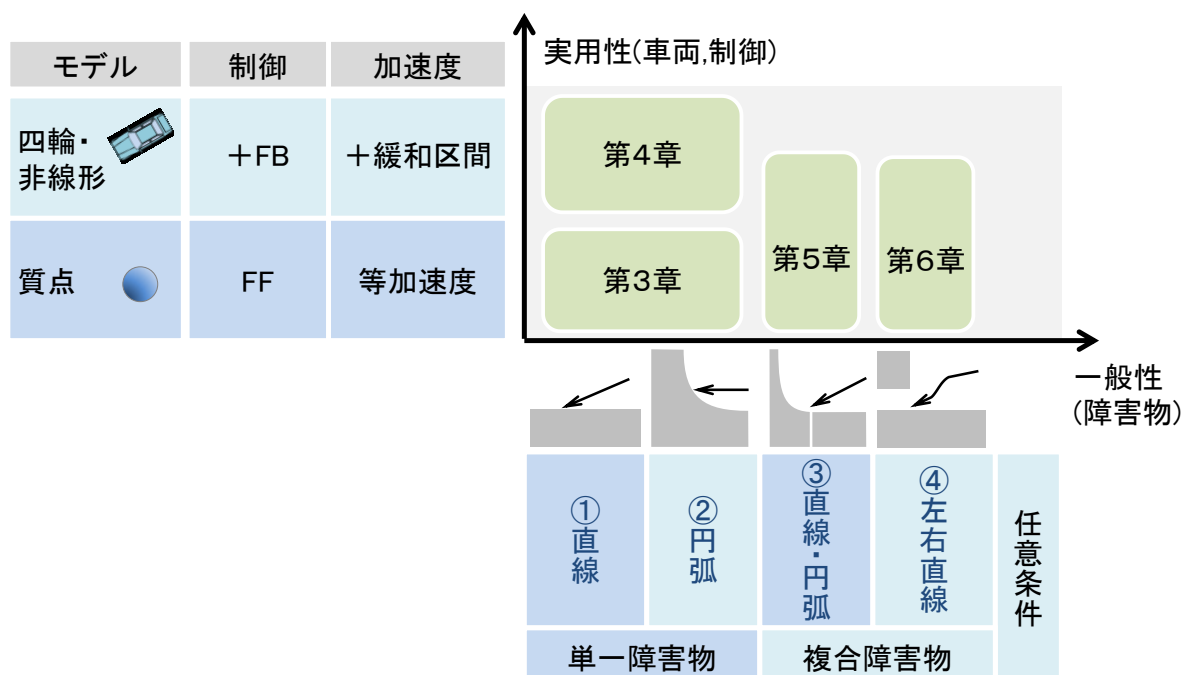 モデル
制御
加速度
四輪・
非線形
＋FB
＋緩和区間
質点
FF
等加速度
実用性(車両,制御)
第4章
第3章
第5章
第6章
一般性
(障害物)
①直線
②円弧
③直線・円弧
④左右直線
任意条件
単一障害物
複合障害物